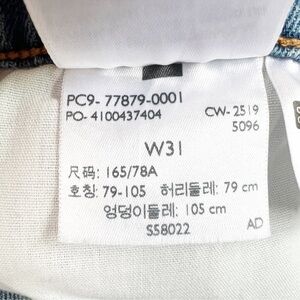 PC9- 77879-0001
PO- 4100437404 CW- 2519
5096
W31
尺码: 165/78A
호칭: 79-105 허리둘레: 79 cm
엉덩이둘레: 105 cm
S58022 AD